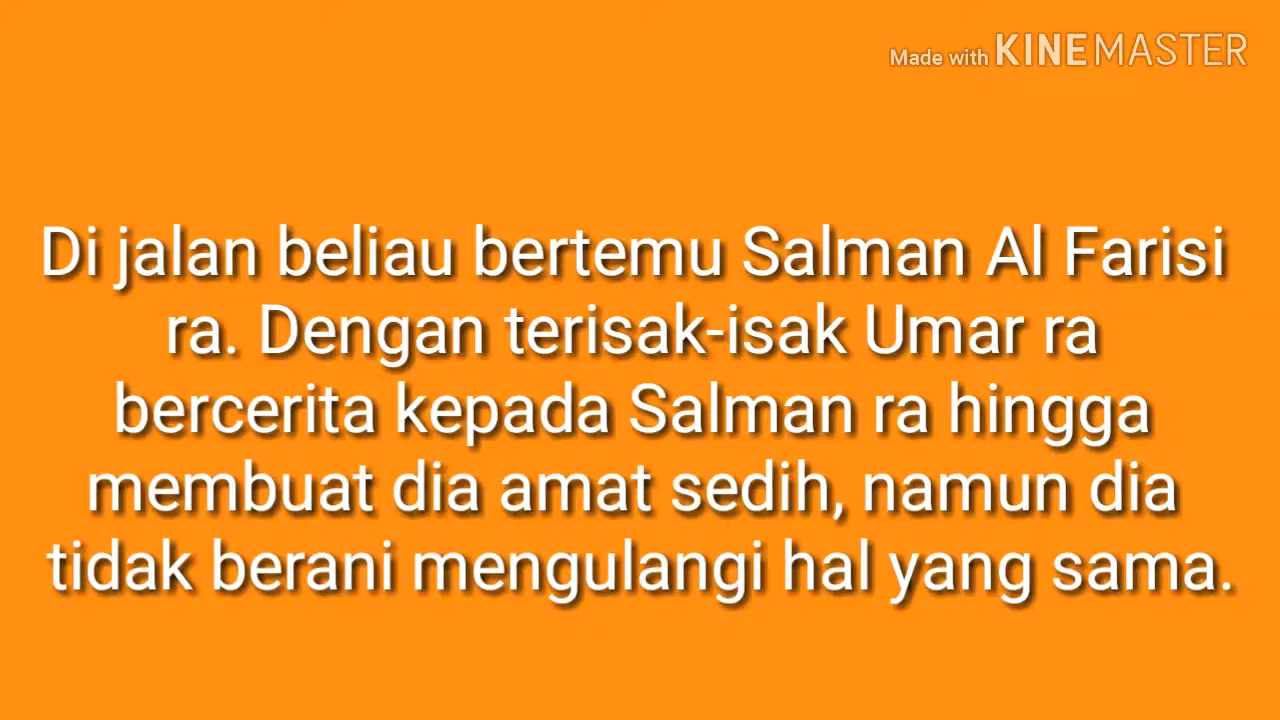 Made with KINEMASTER
Di jalan beliau bertemu Salman Al Farisi
ra. Dengan terisak-isak Umar ra
bercerita kepada Salman ra hingga
membuat dia amat sedih, namun dia
tidak berani mengulangi hal yang sama.